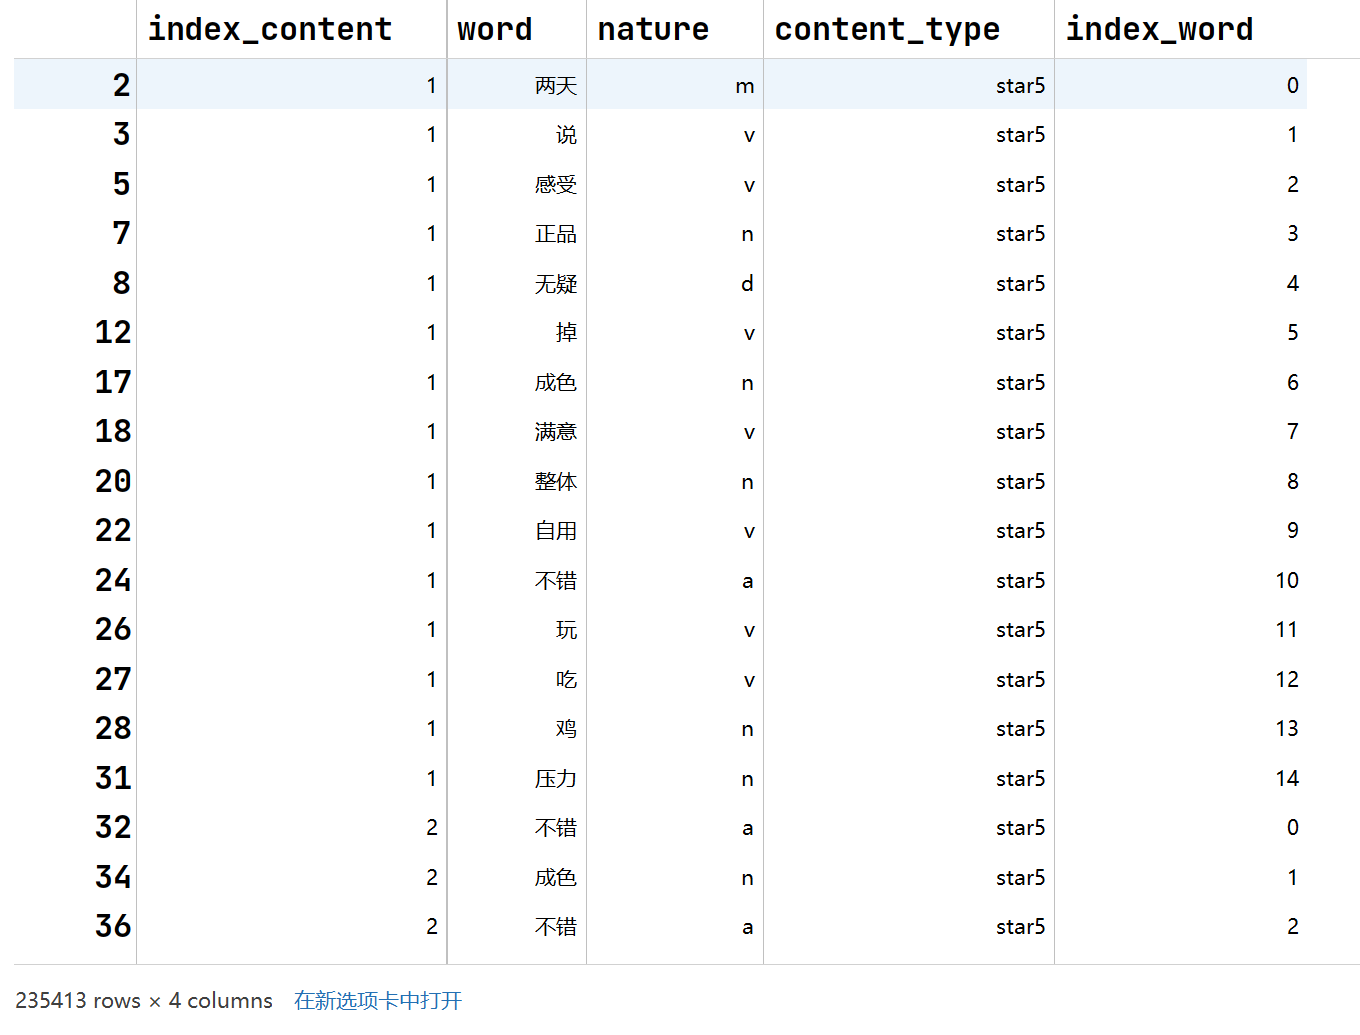 index_content word nature content_type index_word
2 1 两天 m star5 0
3 1 说 v star5 1
5 1 感受 v star5 2
7 1 正品 n star5 3
8 1 无疑 d star5 4
12 1 掉 v star5 5
17 1 成色 n star5 6
18 1 满意 v star5 7
20 1 整体 n star5 8
22 1 自用 v star5 9
24 1 不错 a star5 10
26 1 玩 v star5 11
27 1 吃 v star5 12
28 1 鸡 n star5 13
31 1 压力 n star5 14
32 2 不错 a star5 0
34 2 成色 n star5 1
36 2 不错 a star5 2
235413 rows × 4 columns 在新选项卡中打开